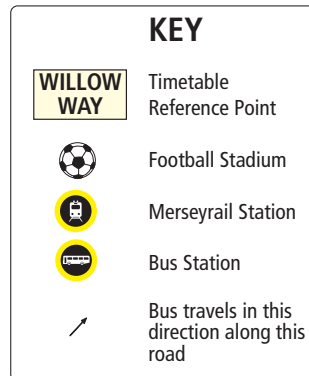 KEY
WILLOW
WAY
Timetable
Reference Point
Football Stadium
Merseyrail Station
Bus Station
Bus travels in this
direction along this
road